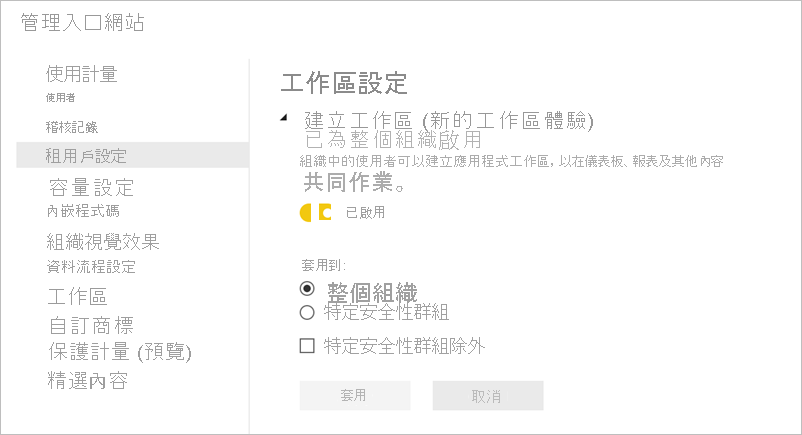 管理入口網站
使用計量
使用者
稽核記錄
租用戶設定
容量設定
內嵌程式碼
組織視覺效果
資料流程設定
工作區
自訂商標
保護計量 (預覽)
精選內容
工作區設定
建立工作區 (新的工作區體驗)
已為整個組織啟用
組織中的使用者可以建立應用程式工作區, 以在儀表板、報表及其他內容
共同作業。
已啟用
套用到:
整個組織
特定安全性群組
特定安全性群組除外
套用
取消